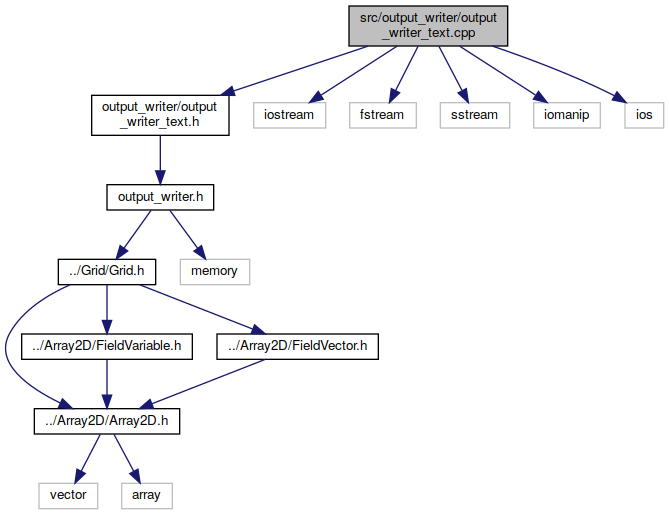 src/output_writer/output
_writer_text.cpp
output_writer/output
_writer_text.h
iostream
fstream
sstream
iomanip
ios
output_writer.h
../Grid/Grid.h
memory
../Array2D/FieldVariable.h
../Array2D/FieldVector.h
../Array2D/Array2D.h
vector
array